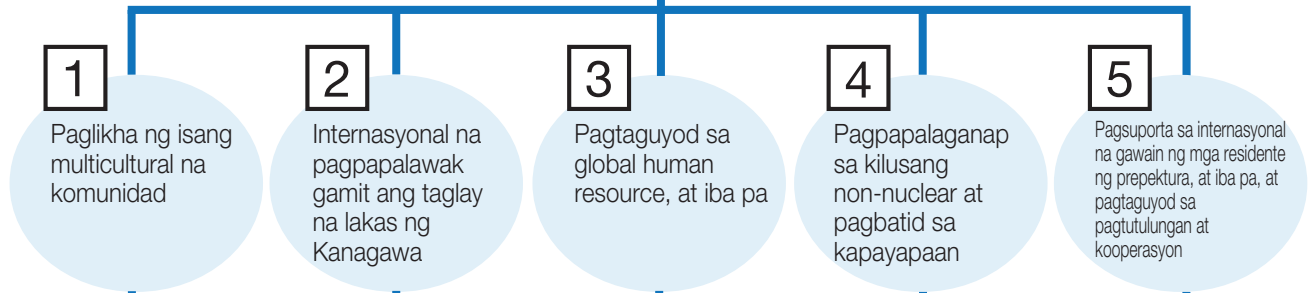 1
Paglikha ng isang
multicultural na
komunidad
2
Internasyonal na
pagpapalawak
gamit ang taglay
na lakas ng
Kanagawa
3
Pagtaguyod sa
global human
resource, at iba pa
4
Pagpapalaganap
sa kilusang
non-nuclear at
pagbatid sa
kapayapaan
5
Pagsuporta sa internasyonal
na gawain ng mga residente
ng prepektura, at iba pa, at
pagtaguyod sa
pagtutulungan at
kooperasyon